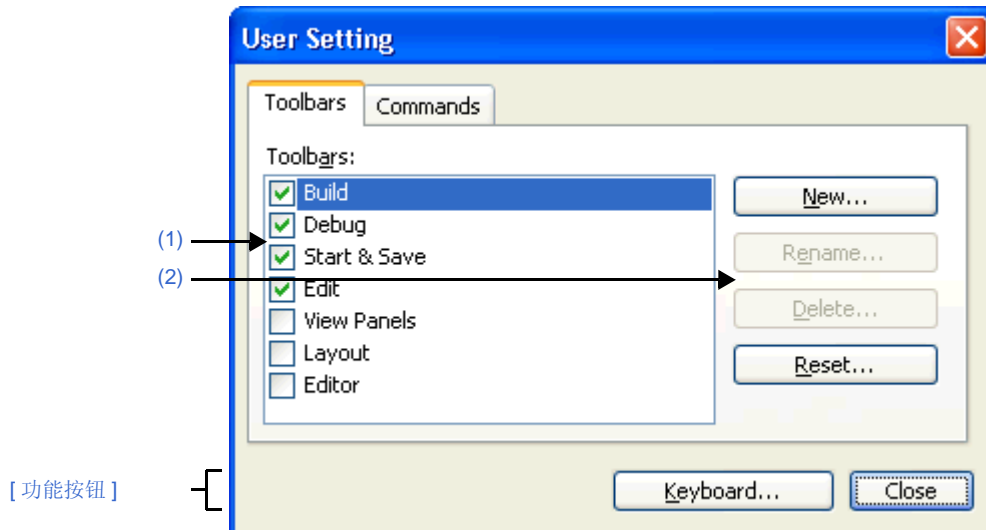 User Setting
Toolbars Commands
Toolbars:
Build
New...
Debug
(1)
Rename...
Start & Save
(2)
Edit
Delete...
View Panels
Layout
Reset...
Editor
[ 功能按钮 ]
Keyboard... Close